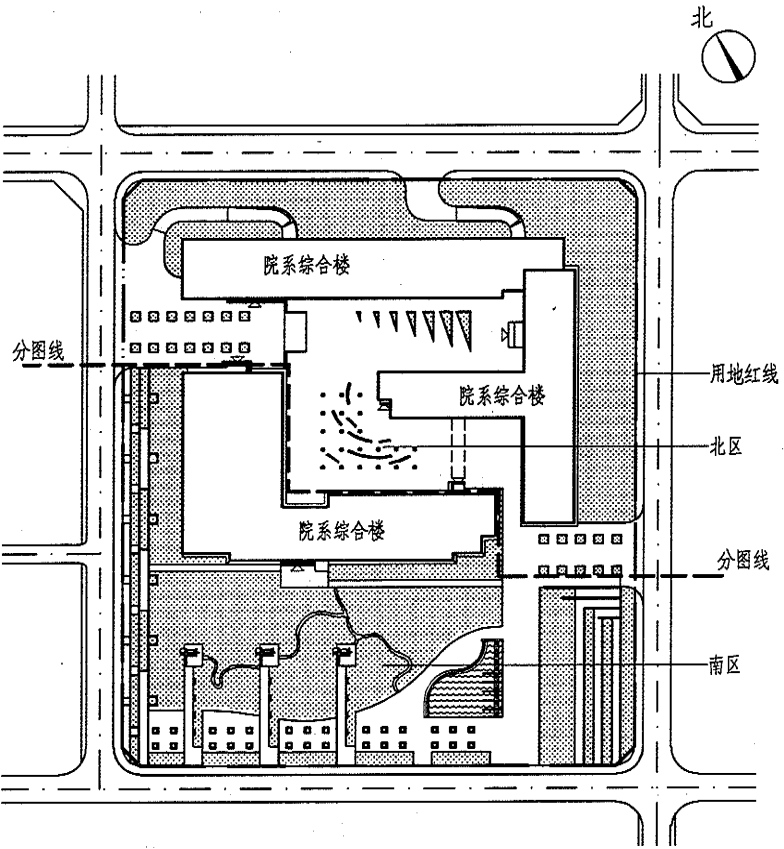 北
院系综合楼
分图线
用地红线
院系综合楼
北区
院系综合楼
分图线
南区